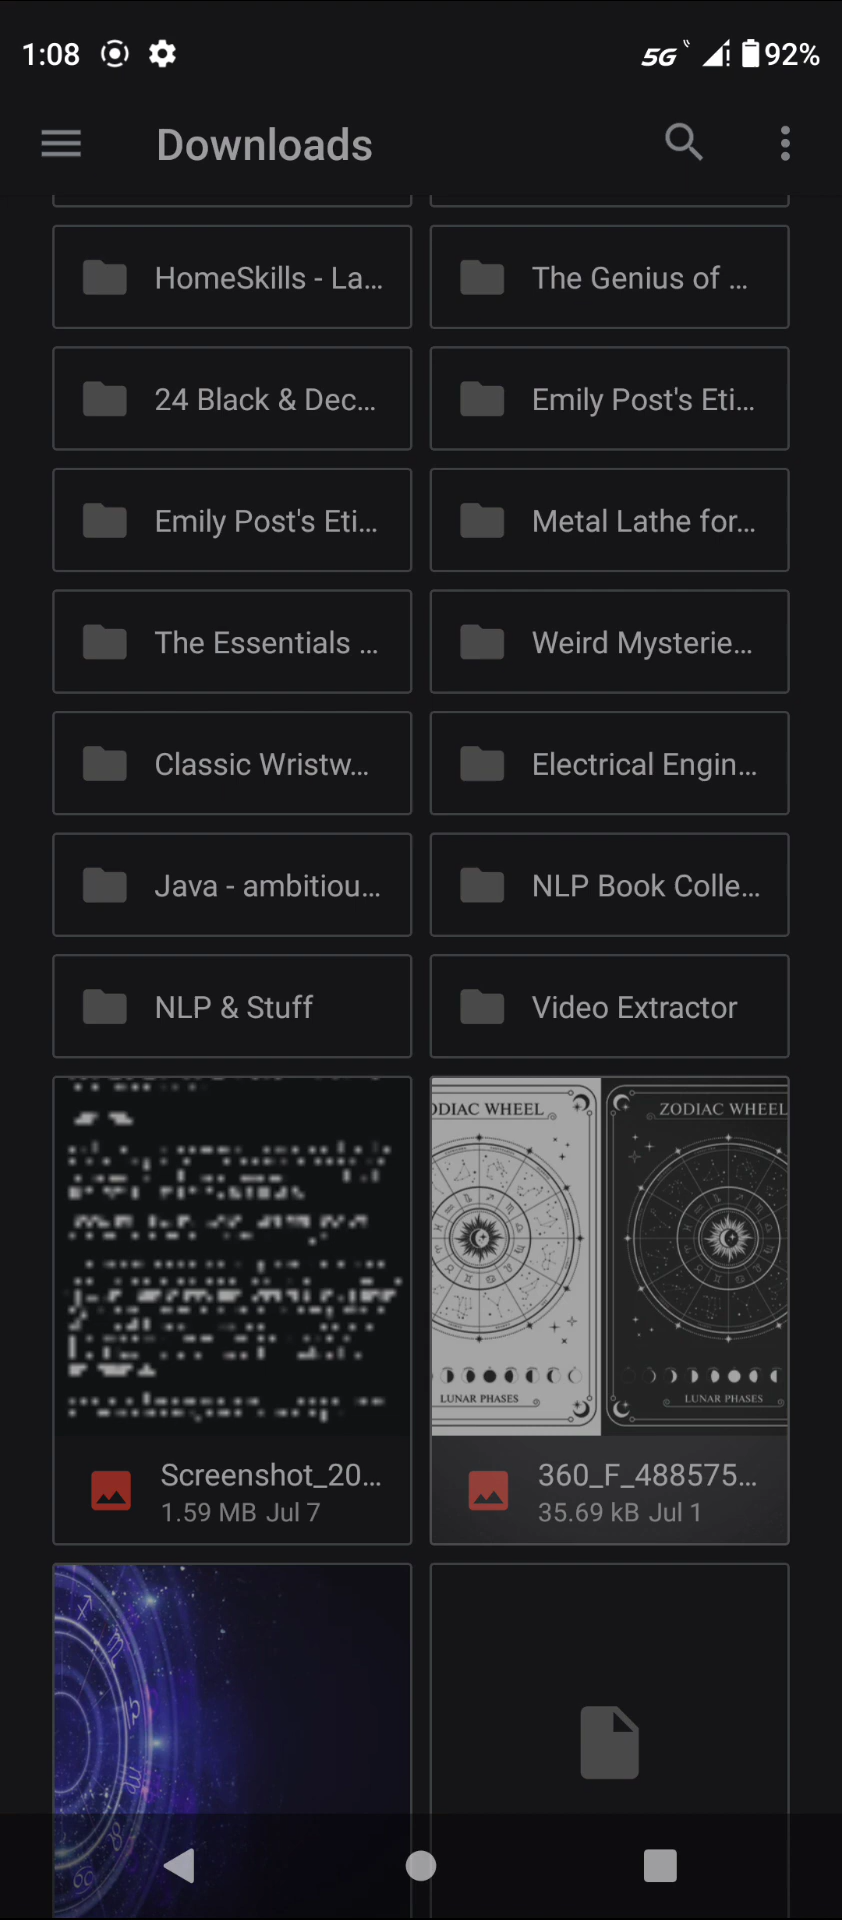 1:08 5G 92%
Downloads
HomeSkills - La...
The Genius of ...
24 Black & Dec...
Emily Post's Eti...
Emily Post's Eti...
Metal Lathe for...
The Essentials ...
Weird Mysterie...
Classic Wristw...
Electrical Engin...
Java - ambitiou...
NLP Book Colle...
NLP & Stuff
Video Extractor
ODIAC WHEEL
ZODIAC WHEEL
LUNAR PHASES
LUNAR PHASES
Screenshot_20...
1.59 MB Jul 7
360_F_488575...
35.69 kB Jul 1